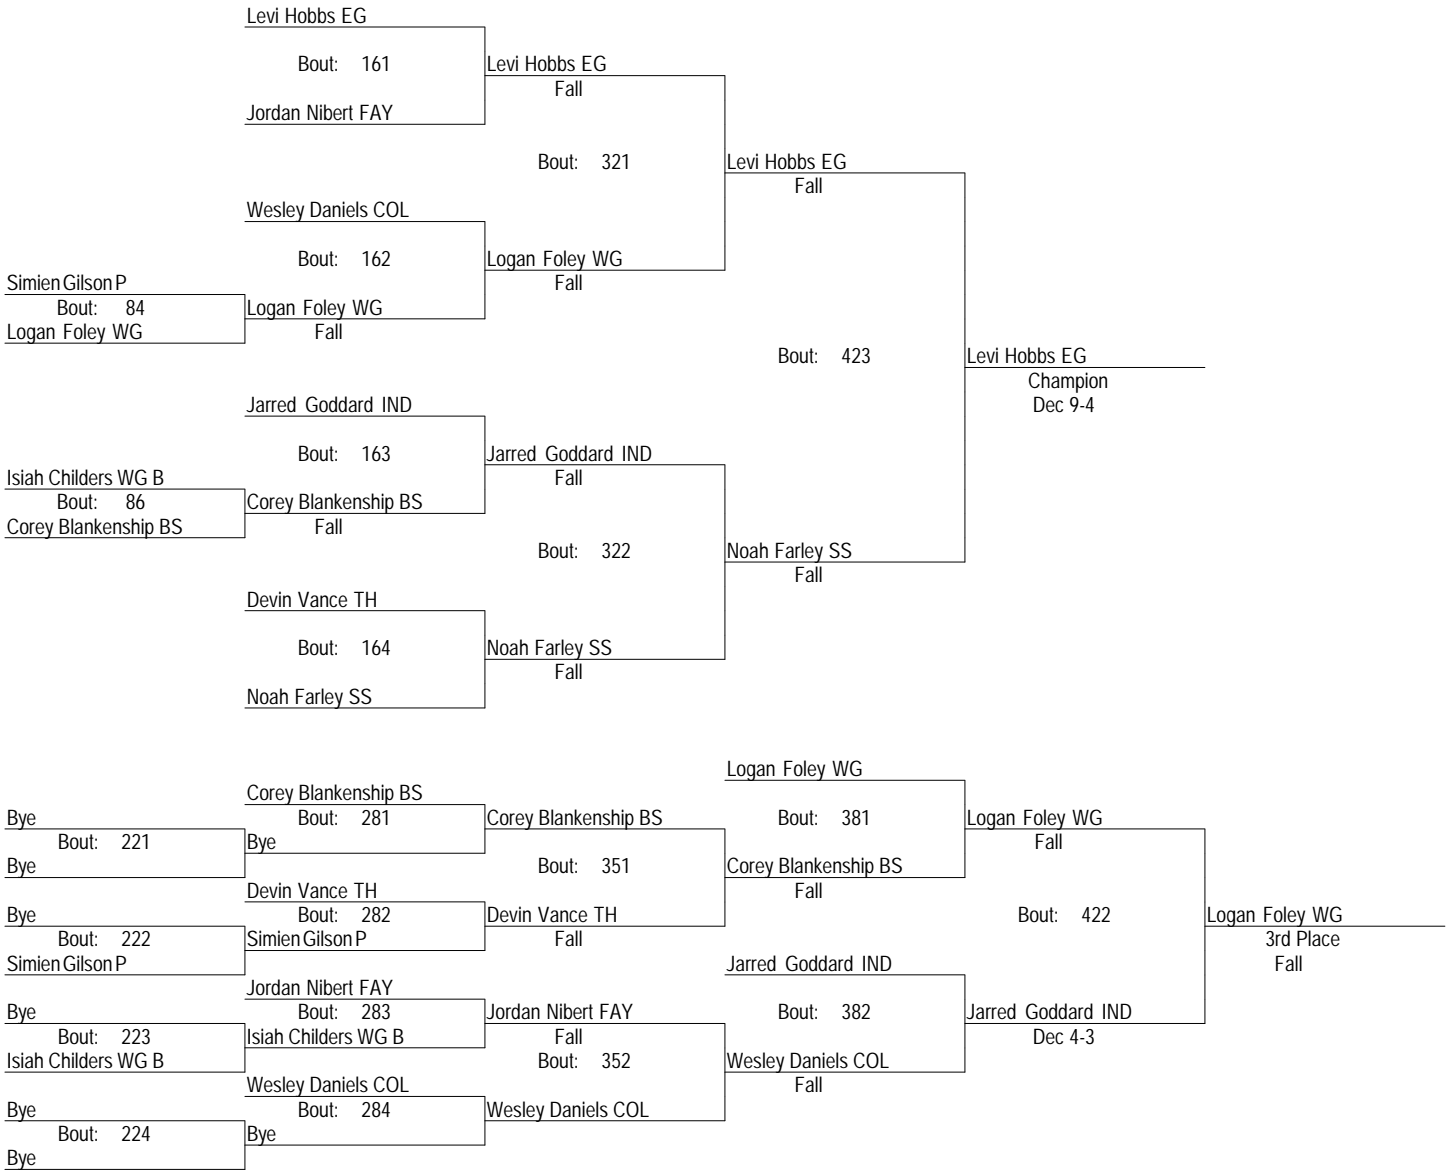 Levi Hobbs EG
Bout: 161
Levi Hobbs EG
Fall
Jordan Nibert FAY
Bout: 321
Levi Hobbs EG
Fall
Wesley Daniels COL
Bout: 162
Logan Foley WG
Fall
Simien Gilson P
Bout: 84
Logan Foley WG
Logan Foley WG
Fall
Bout: 423
Levi Hobbs EG
Champion
Dec 9-4
Jarred Goddard IND
Bout: 163
Jarred Goddard IND
Fall
Isiah Childers WG B
Bout: 86
Corey Blankenship BS
Corey Blankenship BS
Fall
Bout: 322
Noah Farley SS
Fall
Devin Vance TH
Bout: 164
Noah Farley SS
Fall
Noah Farley SS
Logan Foley WG
Corey Blankenship BS
Bye
Bout: 281
Corey Blankenship BS
Bout: 381
Logan Foley WG
Fall
Bout: 221
Bye
Bye
Bout: 351
Corey Blankenship BS
Fall
Devin Vance TH
Bye
Bout: 282
Devin Vance TH
Fall
Bout: 422
Logan Foley WG
3rd Place
Fall
Bout: 222
Simien Gilson P
Simien Gilson P
Jarred Goddard IND
Jordan Nibert FAY
Bye
Bout: 283
Jordan Nibert FAY
Fall
Bout: 382
Jarred Goddard IND
Dec 4-3
Bout: 223
Isiah Childers WG B
Isiah Childers WG B
Bout: 352
Wesley Daniels COL
Fall
Wesley Daniels COL
Bye
Bout: 284
Wesley Daniels COL
Bout: 224
Bye
Bye